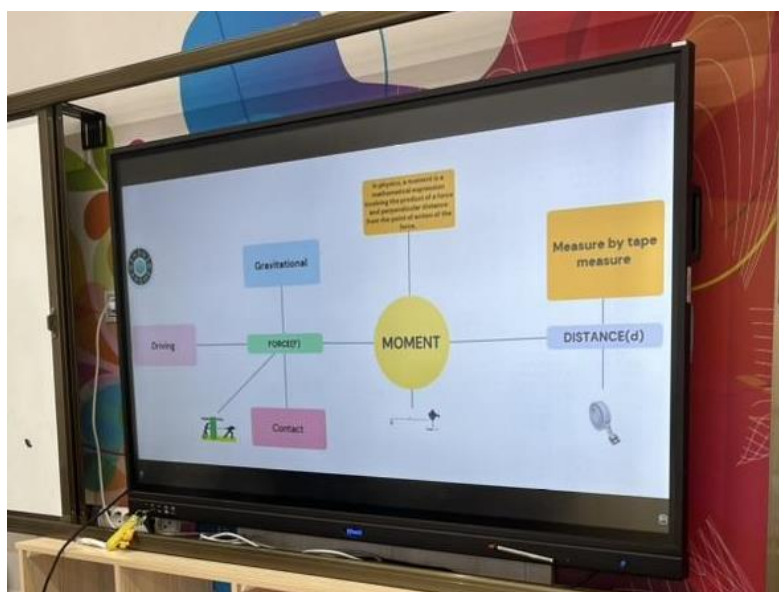 In physics, a moment is a
mathematical expression
involving the product of a force
and perpendicular distance
from the point of action of the
force.
Gravitational
Measure by tape
measure
Driving
FORCE(F)
MOMENT
DISTANCE(d)
Contact